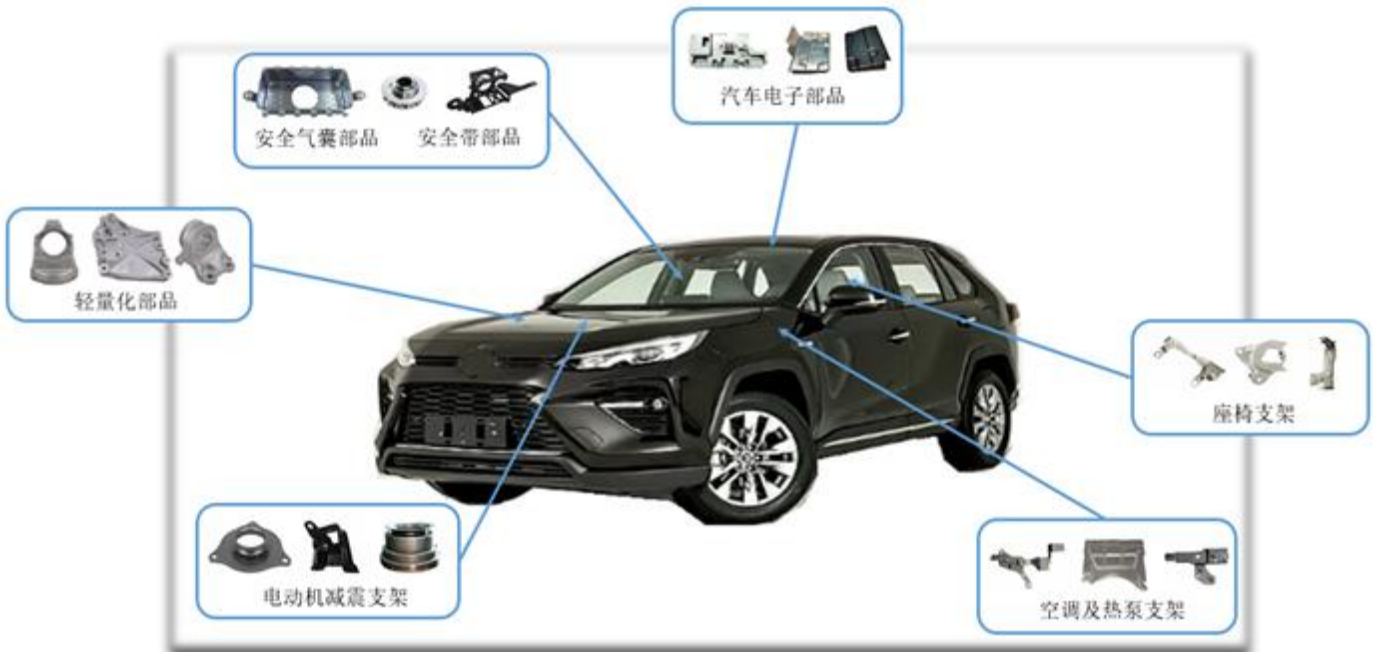 汽车电子部品
安全气囊部品 安全带部品
轻量化部品
座椅支架
电动机减震支架
空调及热泵支架